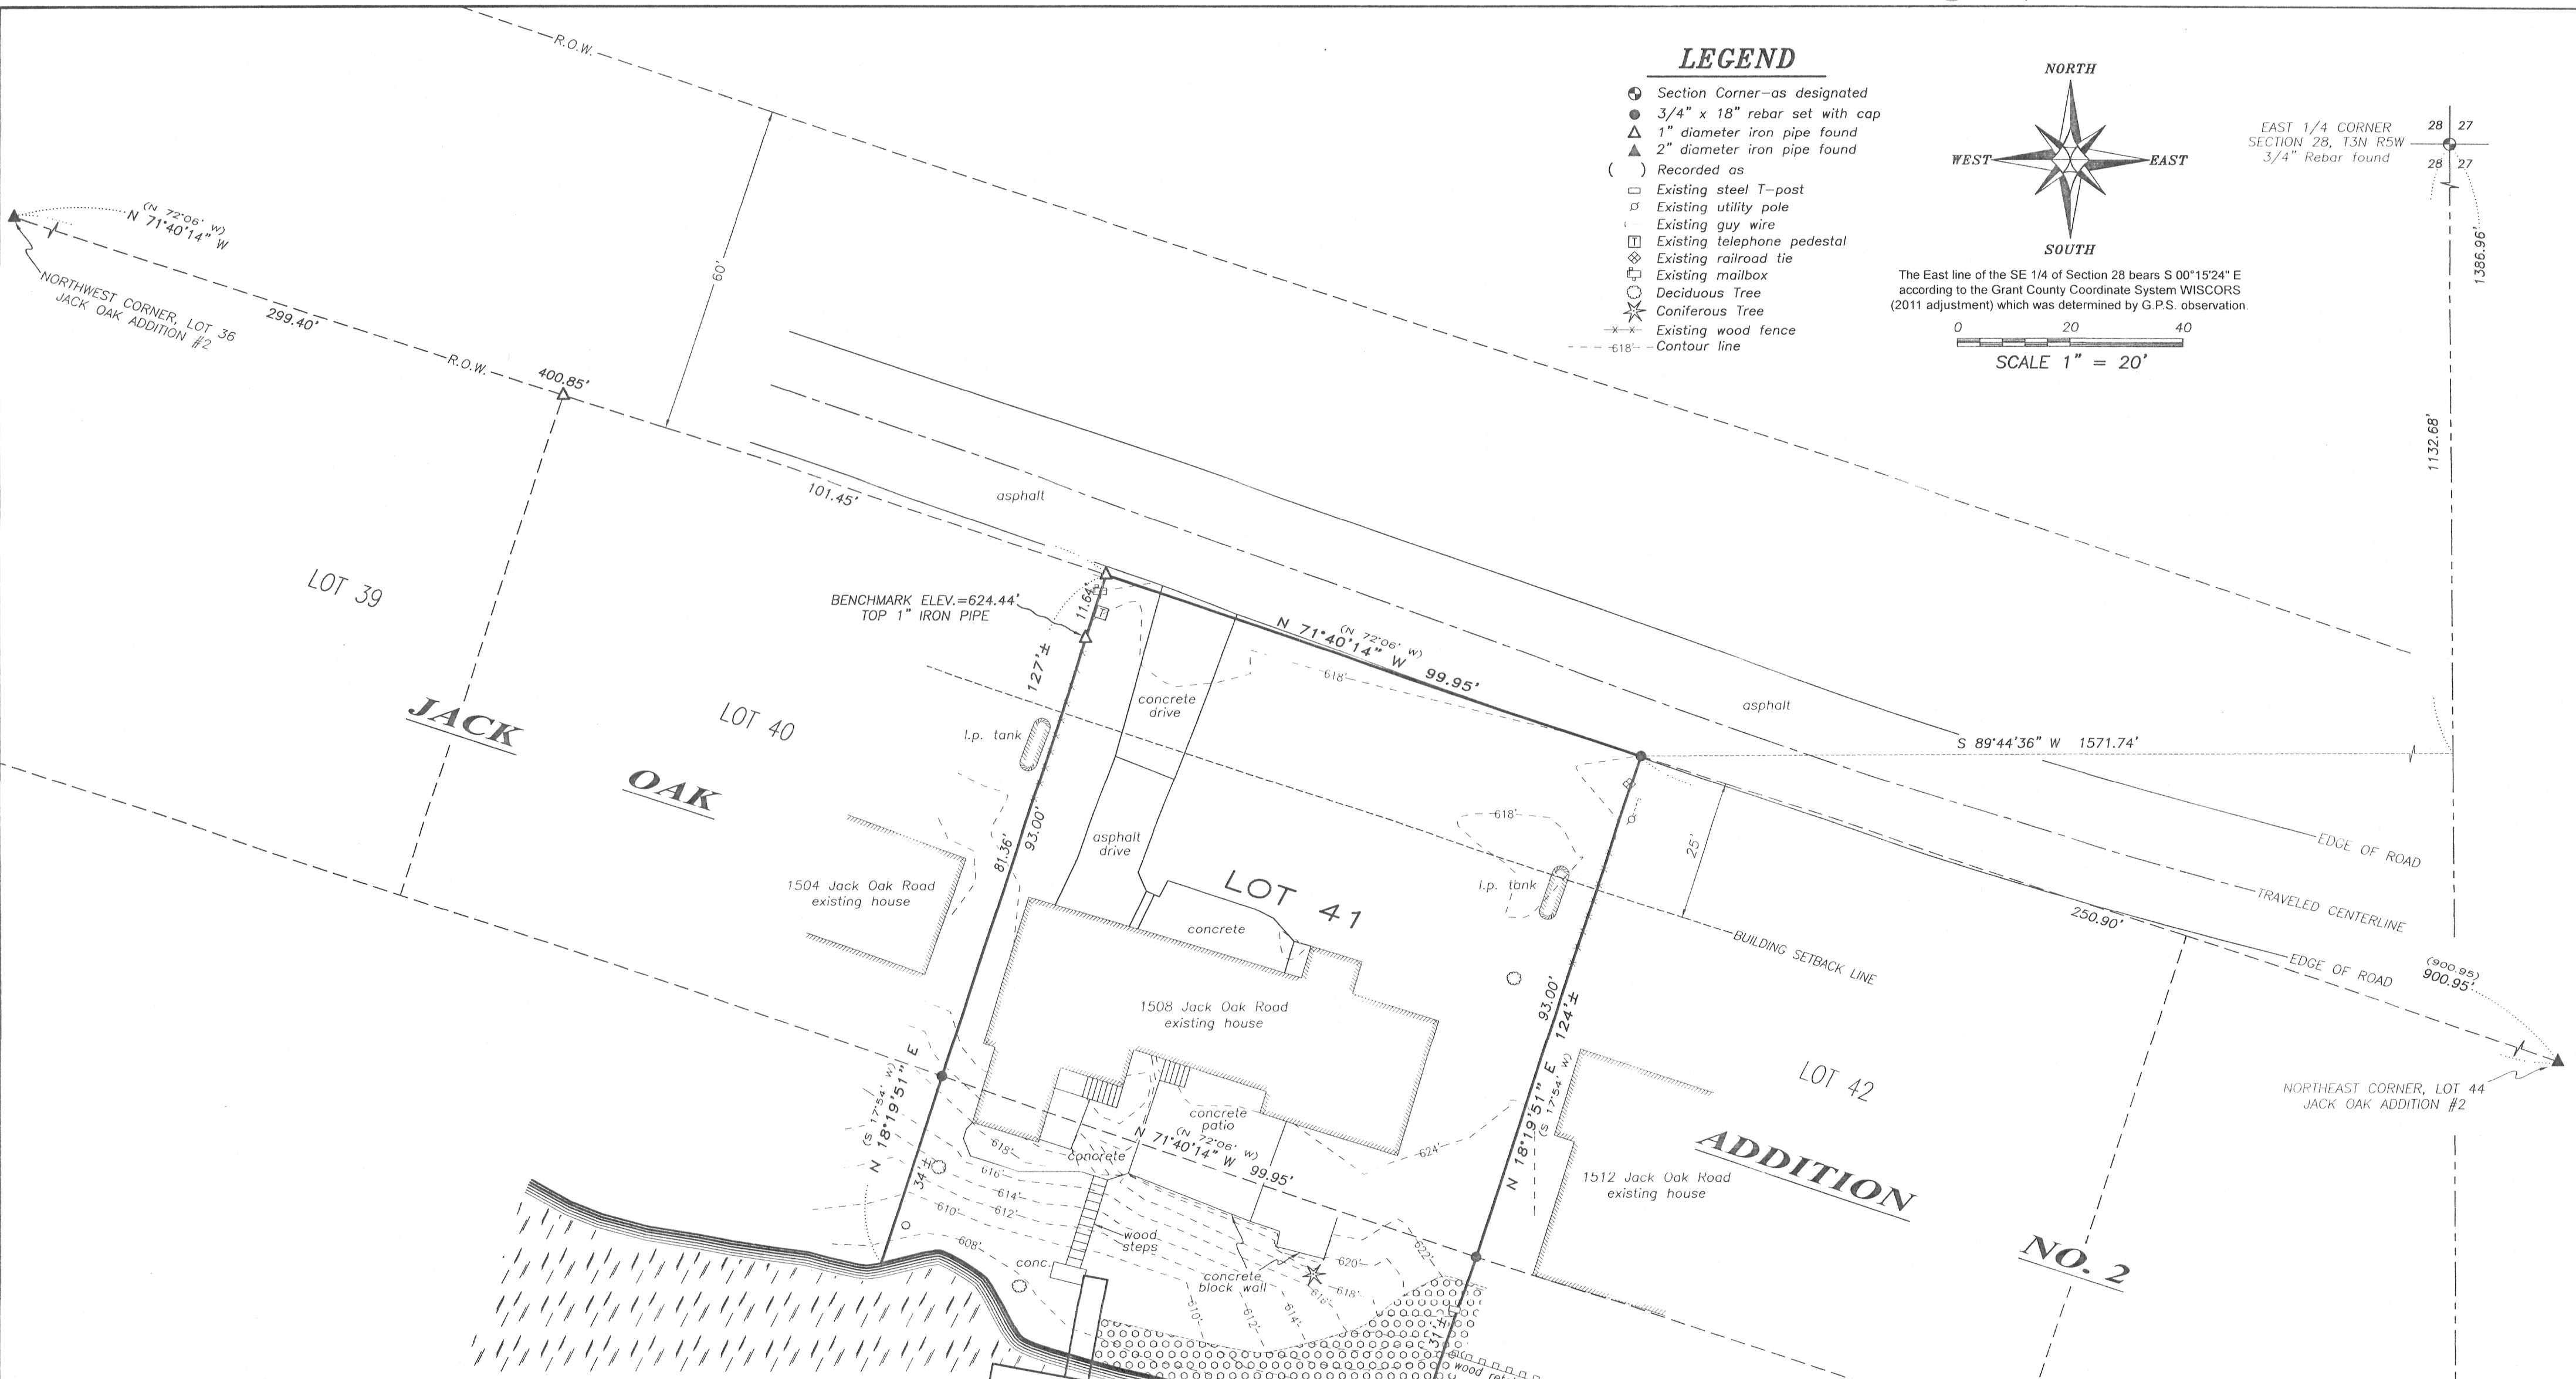 LEGEND
Section Corner-as designated
3/4" x 18" rebar set with cap
1" diameter iron pipe found
2" diameter iron pipe found
( ) Recorded as
Existing steel T-post
Existing utility pole
Existing guy wire
T Existing telephone pedestal
Existing railroad tie
Existing mailbox
Deciduous Tree
Coniferous Tree
Existing wood fence
618' Contour line
NORTH
WEST
EAST
SOUTH
The East line of the SE 1/4 of Section 28 bears S 00°15'24" E
according to the Grant County Coordinate System WISCORS
(2011 adjustment) which was determined by G.P.S. observation.
0 20 40
SCALE 1" = 20'
EAST 1/4 CORNER
SECTION 28, T3N R5W
3/4" Rebar found
28 27
28 27
1386.96'
1132.68'
R.O.W.
(N 72°06' W)
N 71°40'14" W
NORTHWEST CORNER, LOT 36
JACK OAK ADDITION #2
299.40'
R.O.W.
400.85'
60'
101.45'
asphalt
LOT 39
BENCHMARK ELEV.=624.44'
TOP 1" IRON PIPE
11.64'
127'±
(N 72°06' W)
N 71°40'14" W 99.95'
618'
concrete
drive
asphalt
S 89°44'36" W 1571.74'
JACK
LOT 40
l.p. tank
OAK
81.36'
93.00'
asphalt
drive
618'
25'
1504 Jack Oak Road
existing house
LOT 41
l.p. tank
concrete
EDGE OF ROAD
TRAVELED CENTERLINE
250.90'
BUILDING SETBACK LINE
EDGE OF ROAD
(900.95)
900.95'
1508 Jack Oak Road
existing house
93.00'
124'±
LOT 42
NORTHEAST CORNER, LOT 44
JACK OAK ADDITION #2
(S 17°54' W)
N 18°19'51" E
34'±
concrete
patio
(N 72°06' W)
N 71°40'14" W 99.95'
624'
N 18°19'51" E
(S 17°54' W)
ADDITION
1512 Jack Oak Road
existing house
618'
concrete
616'
614'
612'
610'
608'
wood
steps
conc.
concrete
block wall
622'
620'
618'
616'
614'
612'
610'
NO. 2
31'±
wood